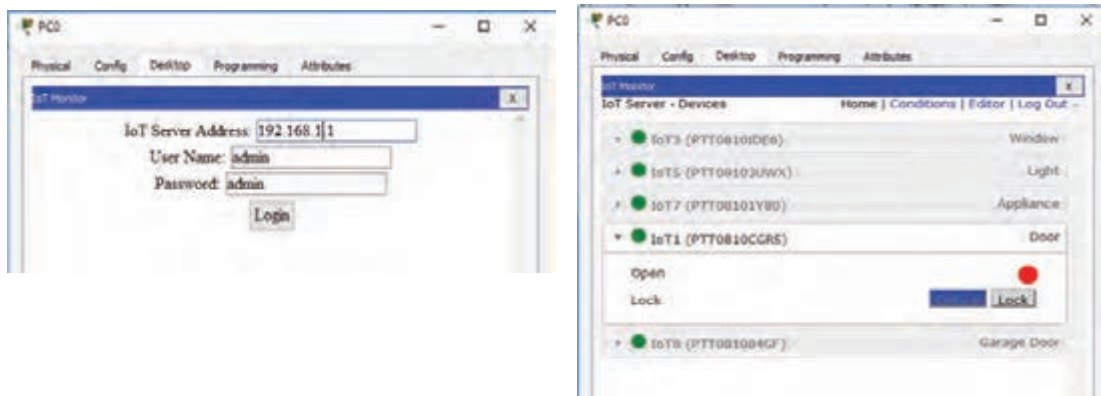 PC0
Physical Config Desktop Programming Attributes
IoT Monitor X
IoT Server Address: 192.168.1.1
User Name: admin
Password: admin
Login
PC0
Physical Config Desktop Programming Attributes
IoT Monitor X
IoT Server - Devices Home | Conditions | Editor | Log Out
IoT3 Window
IoT5 (PTT08103UWX) Light
IoT7 Appliance
IoT1 (PTT0810CGR5) Door
Open
Lock Lock
Garage Door